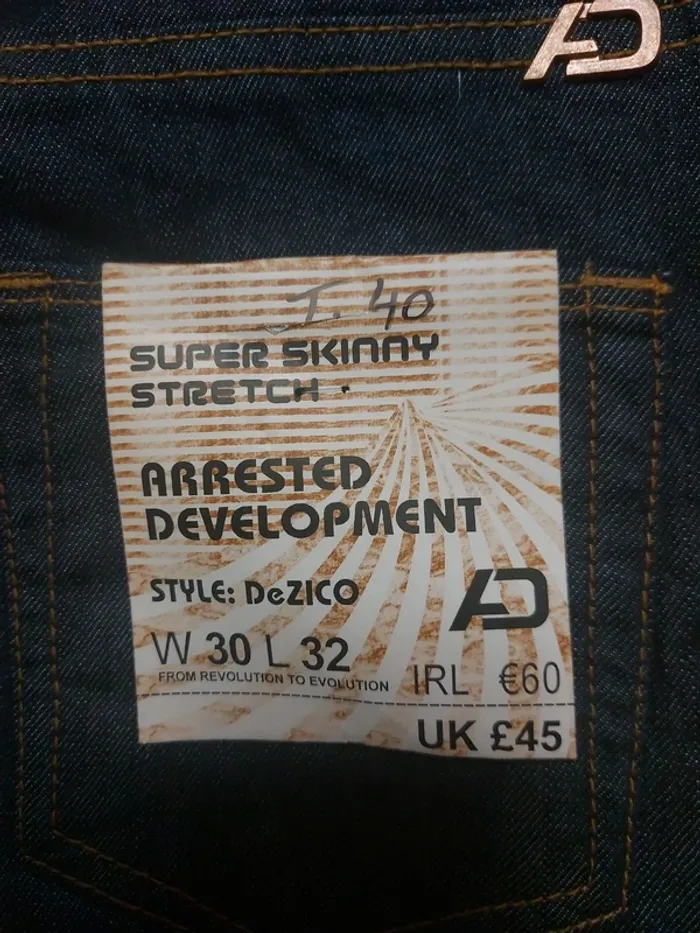 AD
I. 40
SUPER SKINNY
STRETCH
ARRESTED
DEVELOPMENT
STYLE: DeZICO
AD
W 30 L 32
FROM REVOLUTION TO EVOLUTION
IRL €60
UK £45